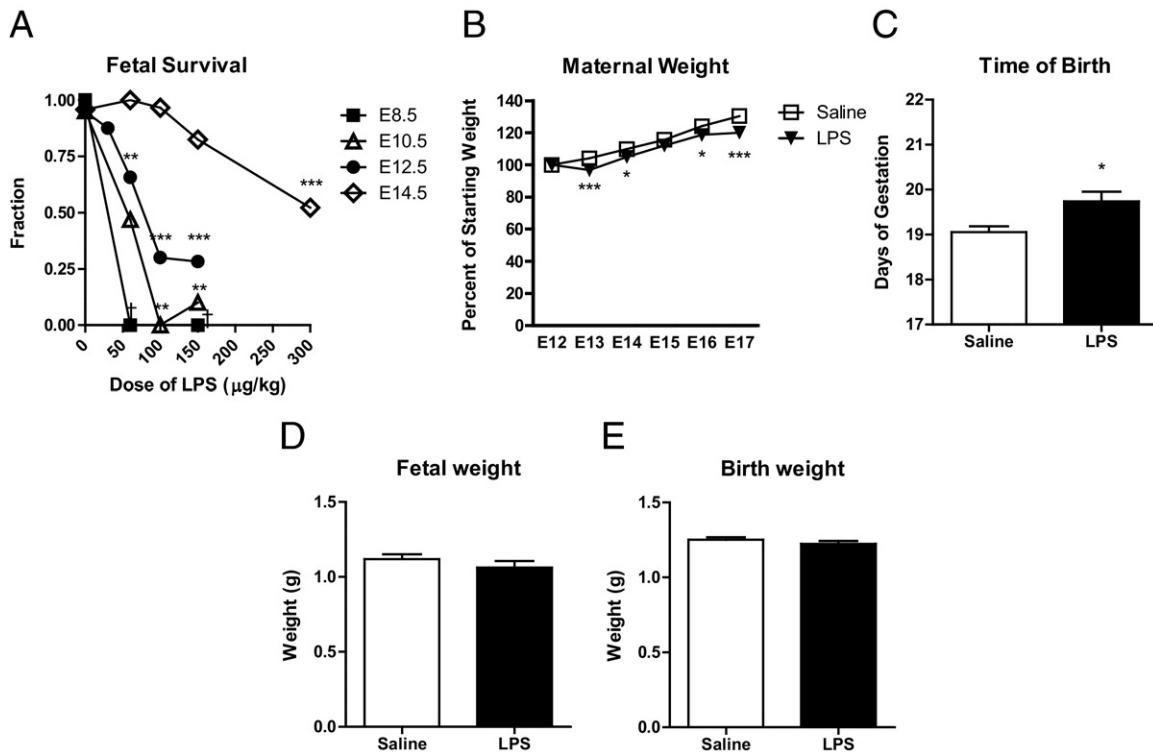 A
Fetal Survival
1.00
0.75
0.50
0.25
0.00
Fraction
**
***
***
***
**
**
+
+
0
50
100
150
200
250
300
Dose of LPS (μg/kg)
E8.5
E10.5
E12.5
E14.5
B
Maternal Weight
140
120
100
80
60
40
20
0
Percent of Starting Weight
***
*
*
***
E12 E13 E14 E15 E16 E17
Saline
LPS
C
Time of Birth
22
21
20
19
18
17
Days of Gestation
*
Saline LPS
D
Fetal weight
1.5
1.0
0.5
0.0
Weight (g)
Saline LPS
E
Birth weight
1.5
1.0
0.5
0.0
Weight (g)
Saline LPS